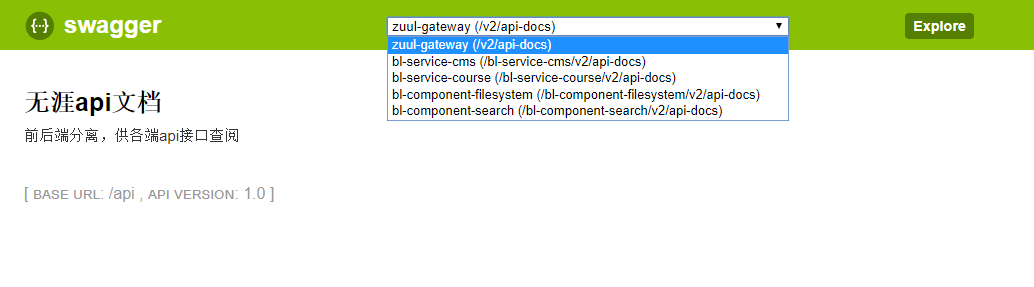 {···} swagger
zuul-gateway (/v2/api-docs)
Explore
zuul-gateway (/v2/api-docs)
bl-service-cms (/bl-service-cms/v2/api-docs)
bl-service-course (/bl-service-course/v2/api-docs)
bl-component-filesystem (/bl-component-filesystem/v2/api-docs)
bl-component-search (/bl-component-search/v2/api-docs)
无涯api文档
前后端分离，供各端api接口查阅
[ BASE URL: /api , API VERSION: 1.0 ]